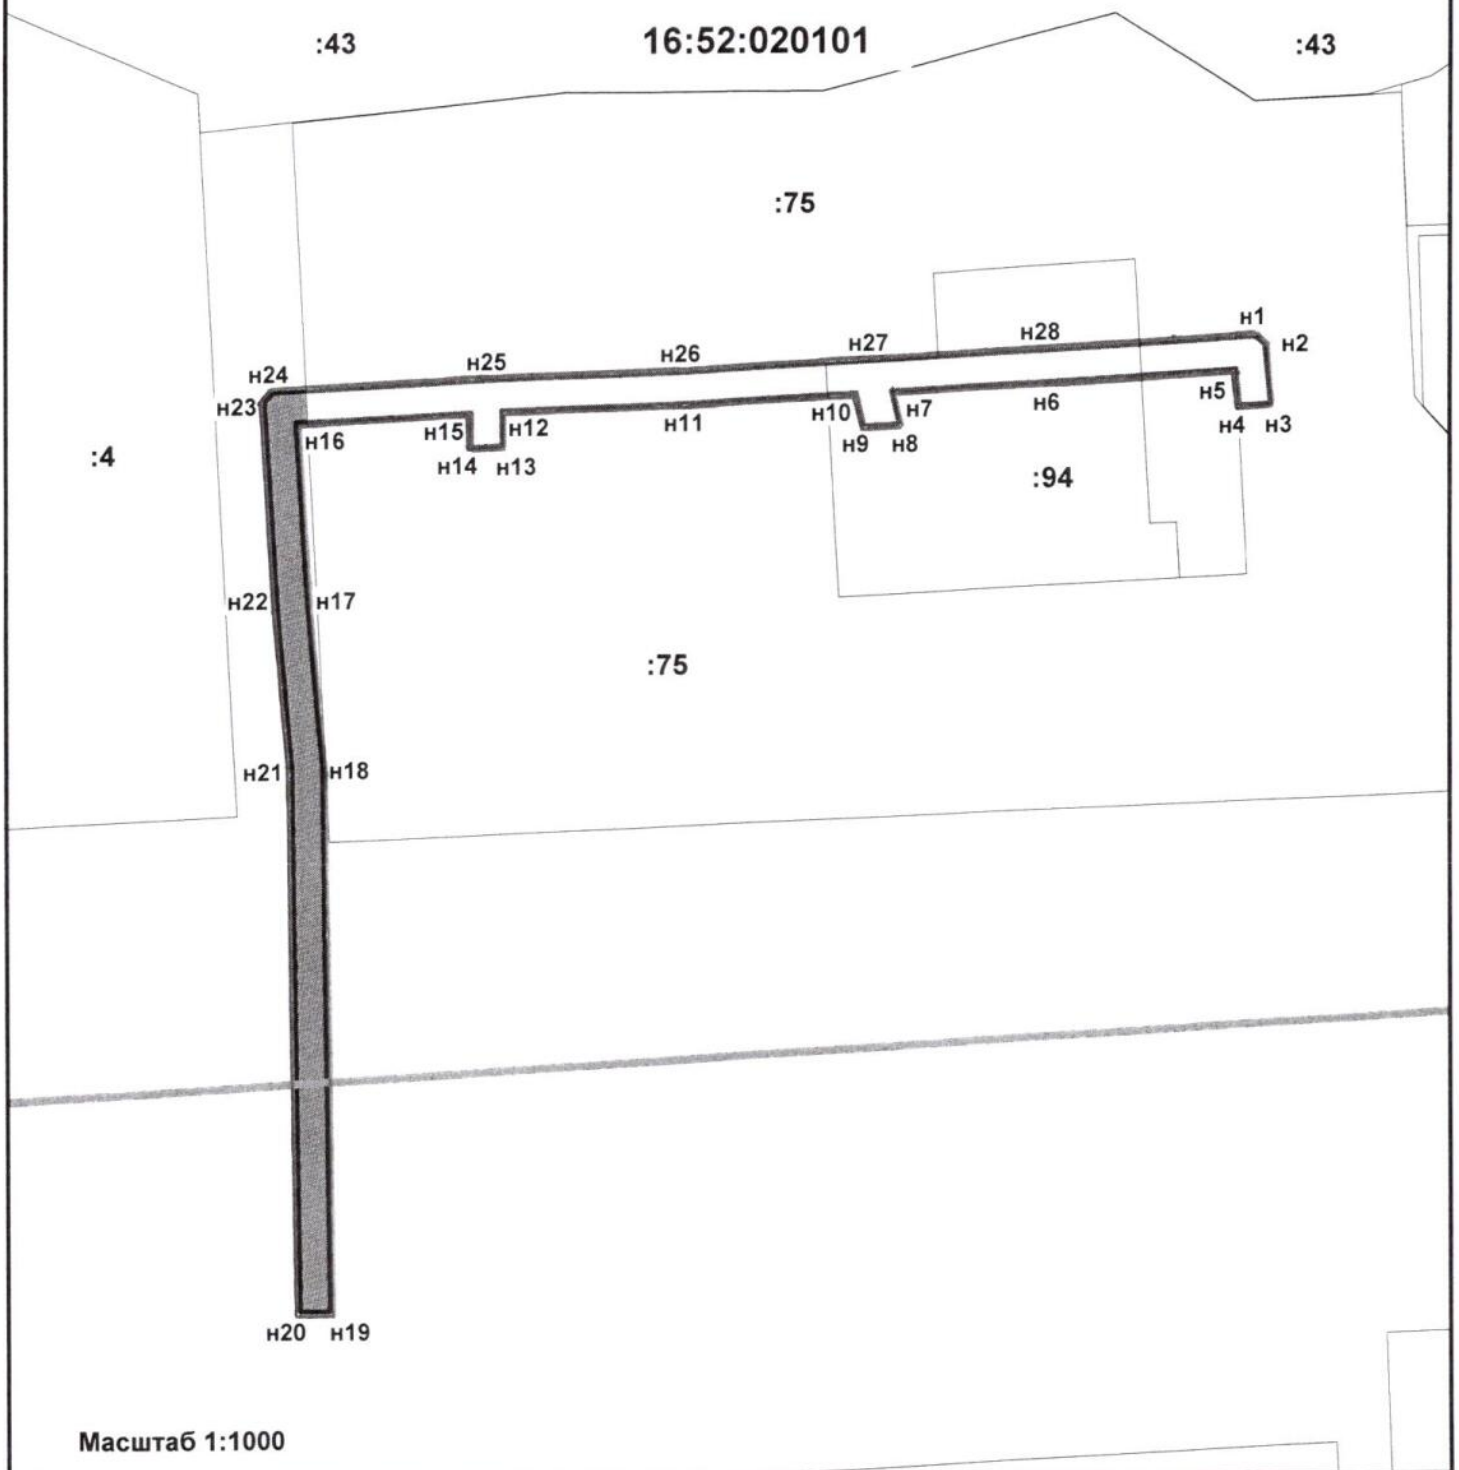 :43 16:52:020101 :43
:75
н1
н28 н2
н27
н26
н25
н24
н23 н10 н7 н6 н5 н4 н3
н16 н15 н12 н11 н9 н8
:4 н14 н13 :94
н22 н17
:75
н21 н18
н20 н19
Масштаб 1:1000